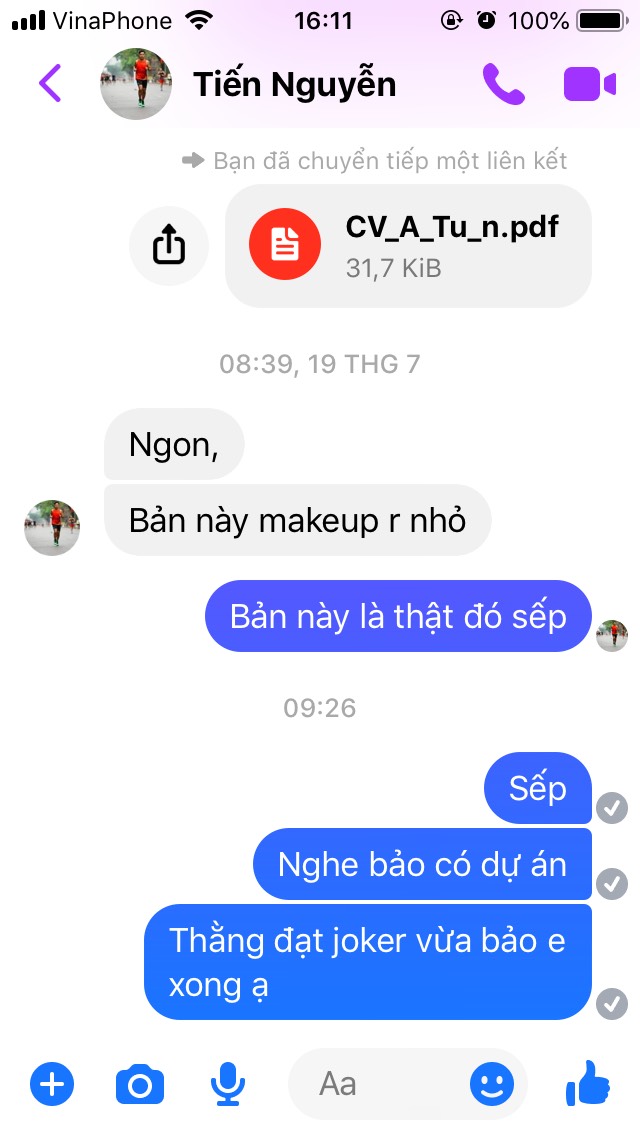 VinaPhone 16:11 100%
Tiến Nguyễn
Bạn đã chuyển tiếp một liên kết
CV_A_Tu_n.pdf
31,7 KiB
08:39, 19 THG 7
Ngon,
Bản này makeup r nhỏ
Bản này là thật đó sếp
09:26
Sếp
Nghe bảo có dự án
Thằng đạt joker vừa bảo e
xong ạ
Aa